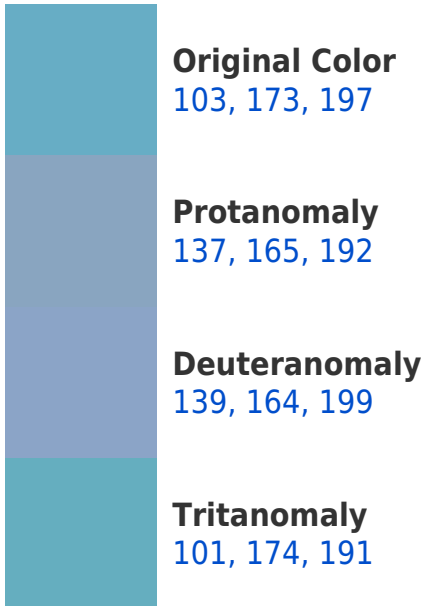 Original Color
103, 173, 197
Protanomaly
137, 165, 192
Deuteranomaly
139, 164, 199
Tritanomaly
101, 174, 191